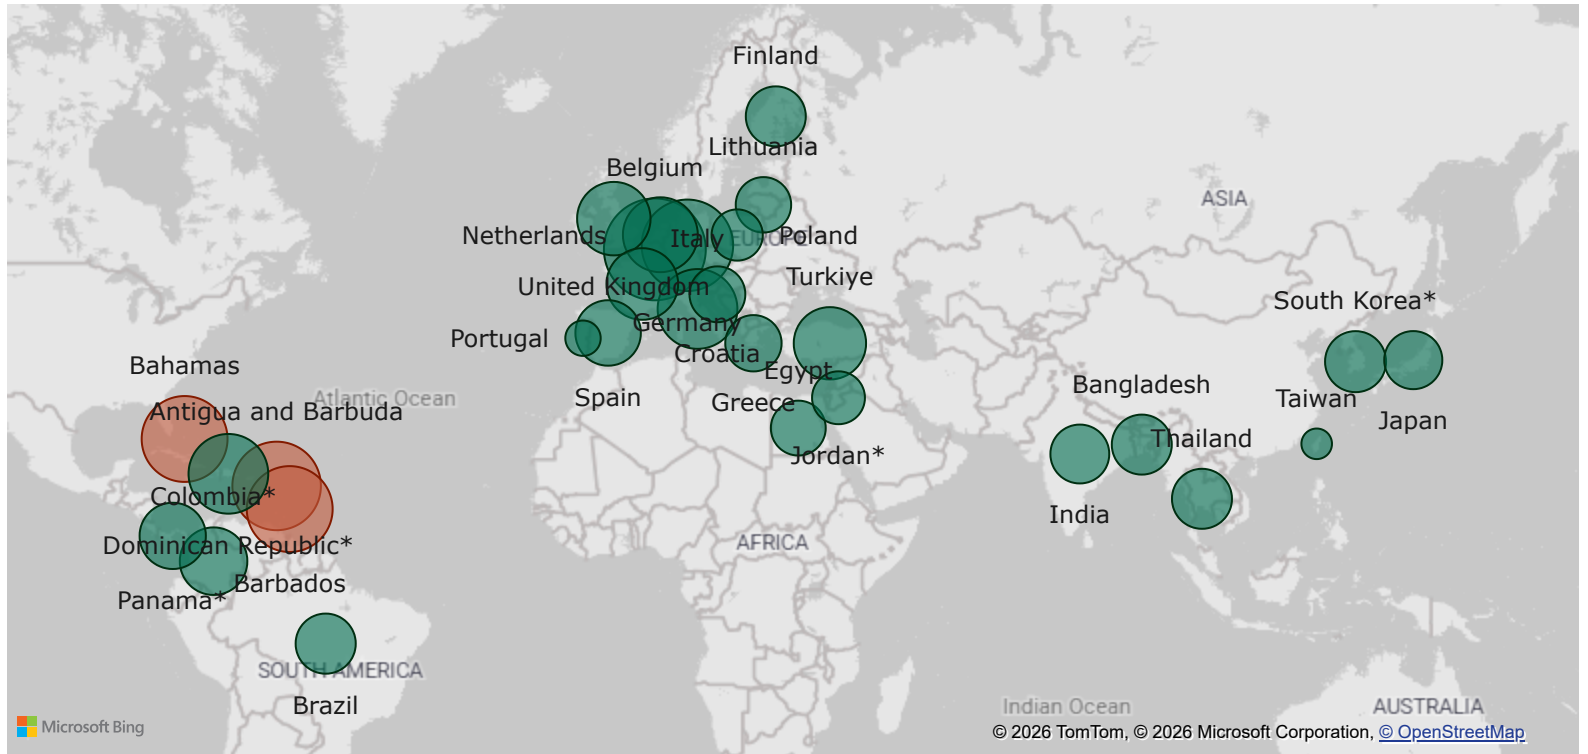 Finland
Lithuania
Belgium
ASIA
Netherlands
Italy
EUROPE
Poland
Turkiye
United Kingdom
South Korea*
Germany
Portugal
Croatia
Bahamas
Egypt
Bangladesh
Atlantic Ocean
Spain
Greece
Taiwan
Antigua and Barbuda
Japan
Thailand
Jordan*
Colombia*
India
AFRICA
Dominican Republic*
Barbados
Panama*
SOUTH AMERICA
Brazil
Indian Ocean
AUSTRALIA
Microsoft Bing
© 2026 TomTom, © 2026 Microsoft Corporation, © OpenStreetMap